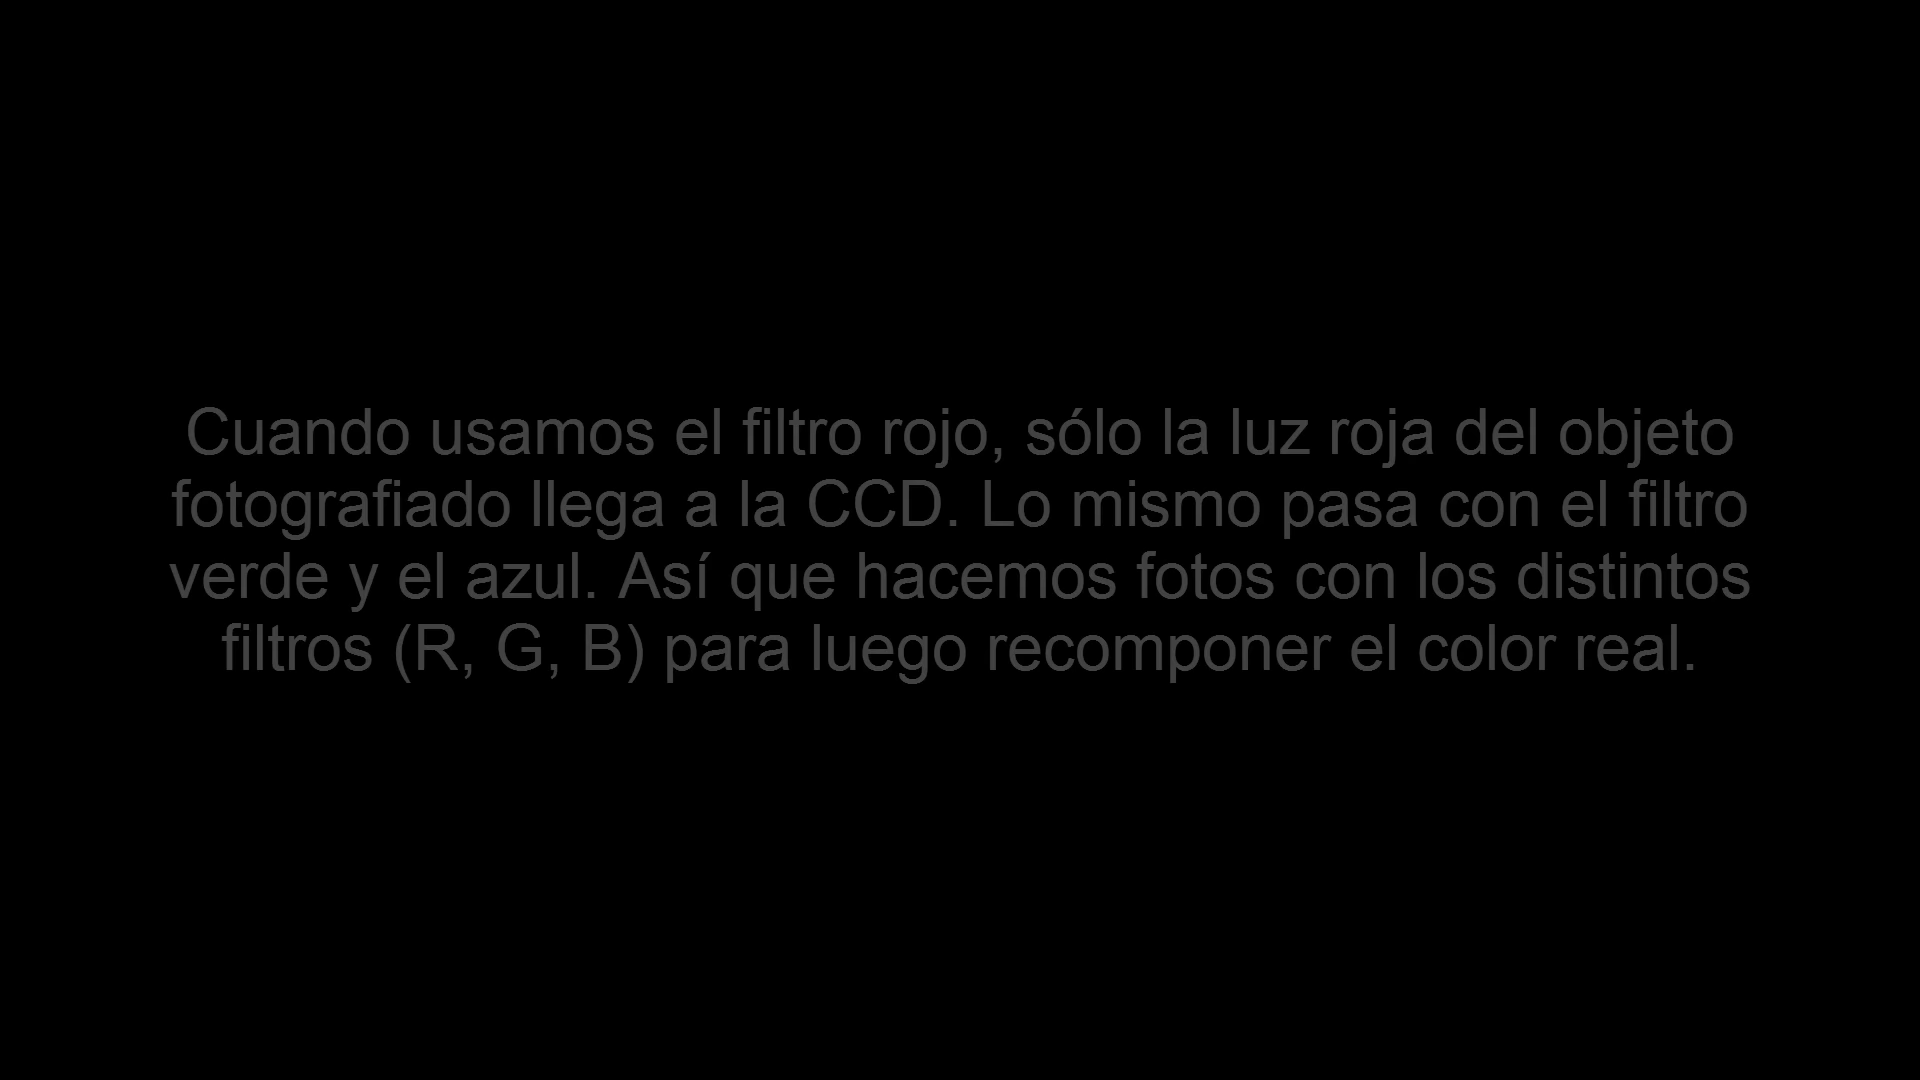 Cuando usamos el filtro rojo, sólo la luz roja del objeto
fotografiado llega a la CCD. Lo mismo pasa con el filtro
verde y el azul. Así que hacemos fotos con los distintos
filtros (R, G, B) para luego recomponer el color real.